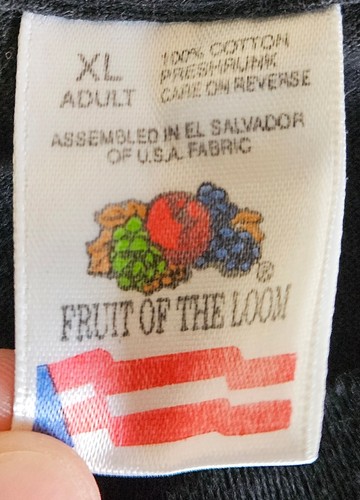 XL
ADULT
100% COTTON
PRESHRUNK
CARE ON REVERSE
ASSEMBLED IN EL SALVADOR
OF U.S.A. FABRIC
®
FRUIT OF THE LOOM